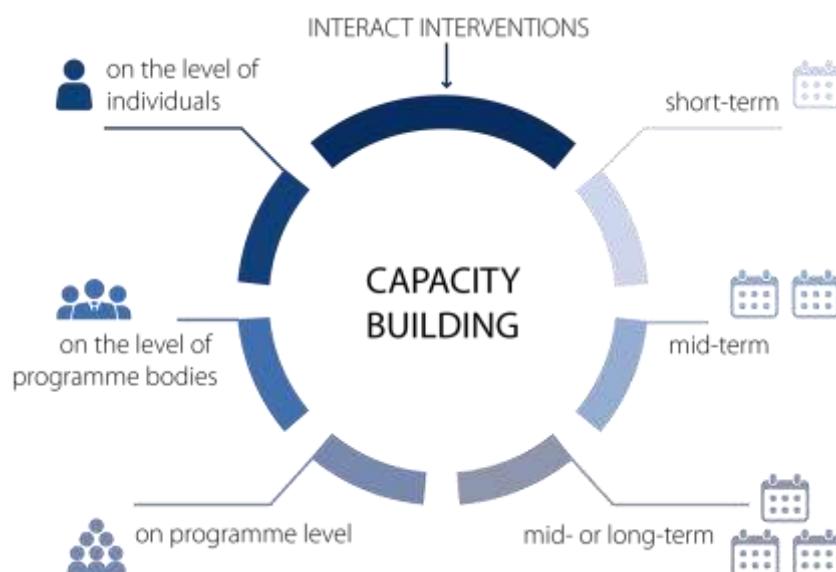 INTERACT INTERVENTIONS
on the level of
individuals
short-term
CAPACITY
BUILDING
on the level of
programme bodies
mid-term
on programme level
mid- or long-term